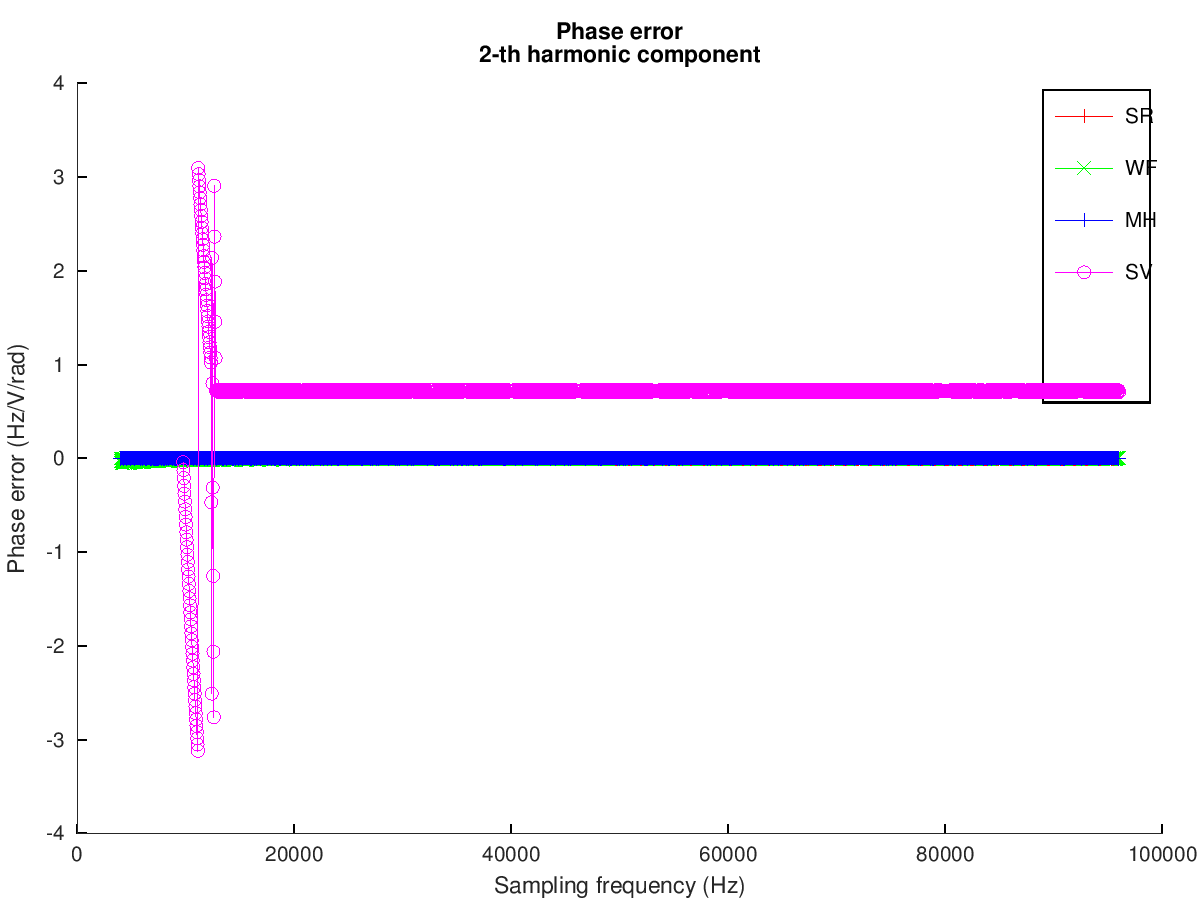 Phase error
2-th harmonic component
4
3
2
1
0
-1
-2
-3
-4
Phase error (Hz/V/rad)
0
20000
40000
60000
80000
100000
Sampling frequency (Hz)
SR
WF
MH
SV